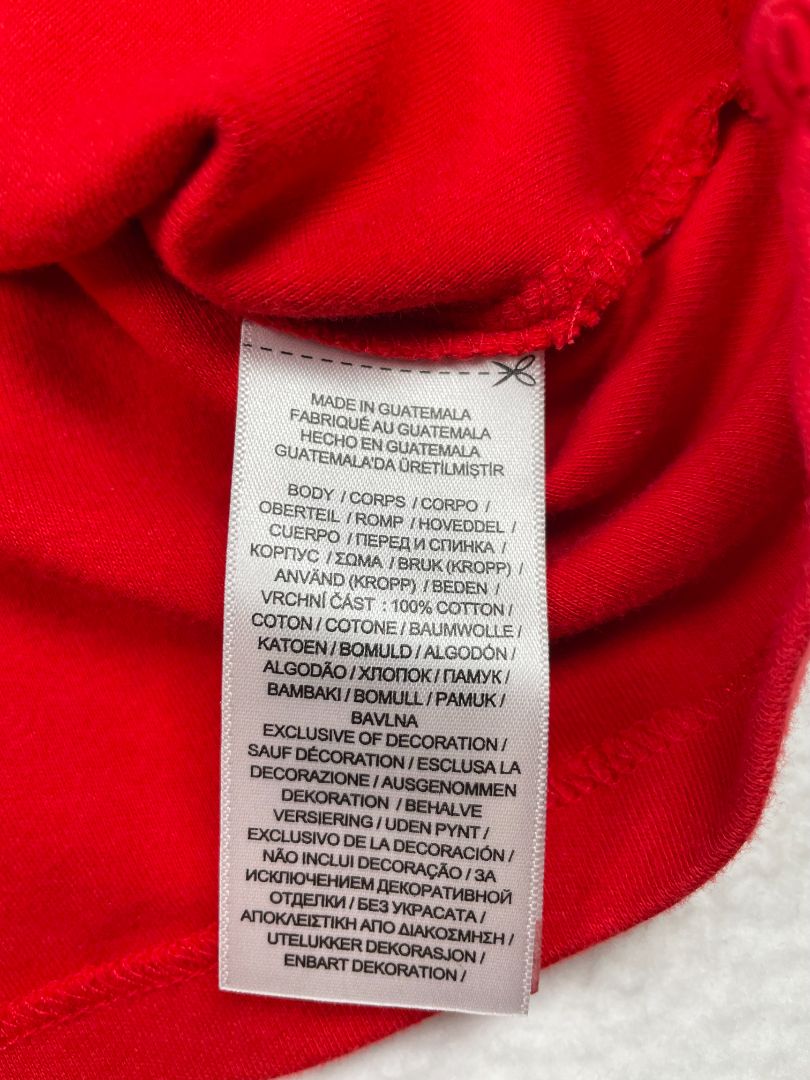 MADE IN GUATEMALA
FABRIQUÉ AU GUATEMALA
HECHO EN GUATEMALA
GUATEMALA'DA ÜRETİLMİŞTİR
BODY / CORPS / CORPO /
OBERTEIL / ROMP / HOVEDDEL /
CUERPO / ПЕРЕД И СПИНКА /
КОРПУС / ΣΩΜΑ / BRUK (KROPP) /
ANVÄND (KROPP) / BEDEN /
VRCHNÍ ČÁST : 100% COTTON /
COTON / COTONE / BAUMWOLLE /
KATOEN / BOMULD / ALGODÓN /
ALGODÃO / ХЛОПОК / ПАМУК /
ΒΑΜΒΑΚΙ / BOMULL / PAMUK /
BAVLNA
EXCLUSIVE OF DECORATION /
SAUF DÉCORATION / ESCLUSA LA
DECORAZIONE / AUSGENOMMEN
DEKORATION / BEHALVE
VERSIERING / UDEN PYNT /
EXCLUSIVO DE LA DECORACIÓN /
NÃO INCLUI DECORAÇÃO / ЗА
ИСКЛЮЧЕНИЕМ ДЕКОРАТИВНОЙ
ОТДЕЛКИ / БЕЗ УКРАСАТА /
ΑΠΟΚΛΕΙΣΤΙΚΗ ΑΠΟ ΔΙΑΚΟΣΜΗΣΗ /
UTELUKKER DEKORASJON /
ENBART DEKORATION /